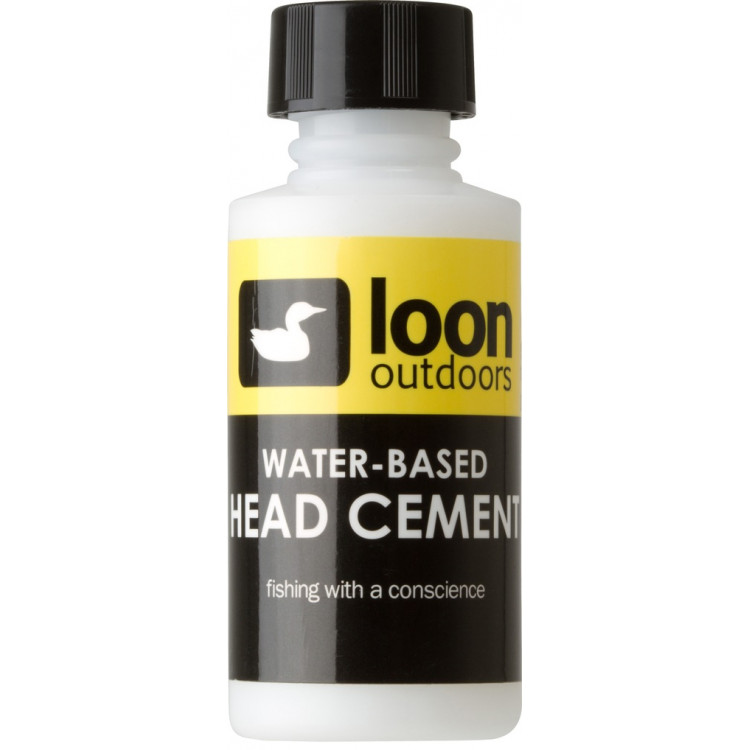 loon
outdoors
WATER-BASED
HEAD CEMENT
fishing with a conscience